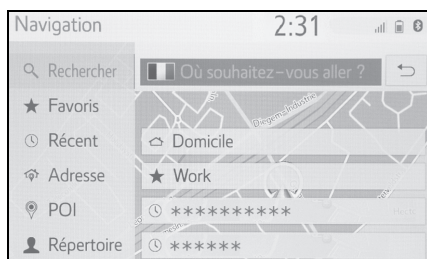 Navigation 2:31
Rechercher
Où souhaitez-vous aller ?
Favoris
Récent
Domicile
Adresse
Work
POI
**********
Répertoire
******